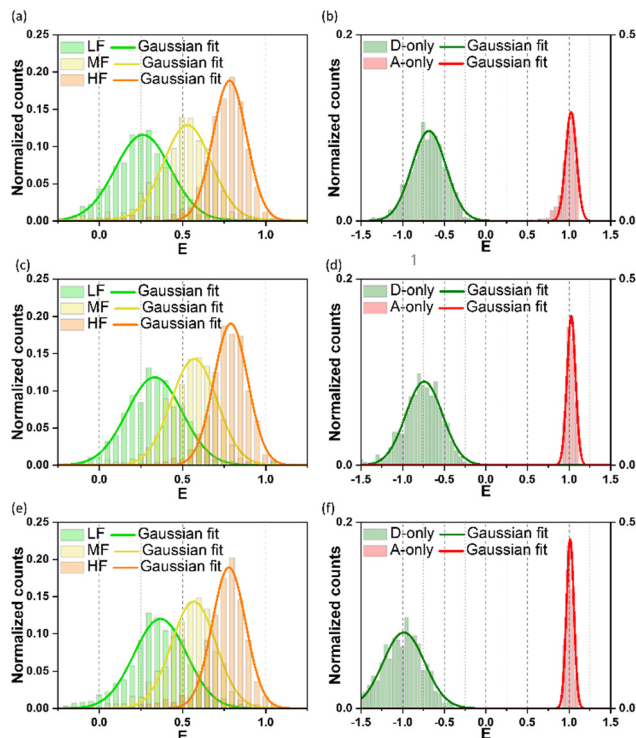 (a)
LF Gaussian fit
MF Gaussian fit
HF Gaussian fit
Normalized counts
0.25
0.20
0.15
0.10
0.05
0.00
0.0 0.5 1.0
E
(b)
D-only Gaussian fit
A-only Gaussian fit
Normalized counts
0.2
0.0
0.5
0.0
-1.5 -1.0 -0.5 0.0 0.5 1.0 1.5
E
1
(c)
LF Gaussian fit
MF Gaussian fit
HF Gaussian fit
Normalized counts
0.25
0.20
0.15
0.10
0.05
0.00
0.0 0.5 1.0
E
(d)
D-only Gaussian fit
A-only Gaussian fit
Normalized counts
0.2
0.0
0.5
0.0
-1.5 -1.0 -0.5 0.0 0.5 1.0 1.5
E
(e)
LF Gaussian fit
MF Gaussian fit
HF Gaussian fit
Normalized counts
0.25
0.20
0.15
0.10
0.05
0.00
0.0 0.5 1.0
E
(f)
D-only Gaussian fit
A-only Gaussian fit
Normalized counts
0.2
0.0
0.5
0.0
-1.5 -1.0 -0.5 0.0 0.5 1.0 1.5
E